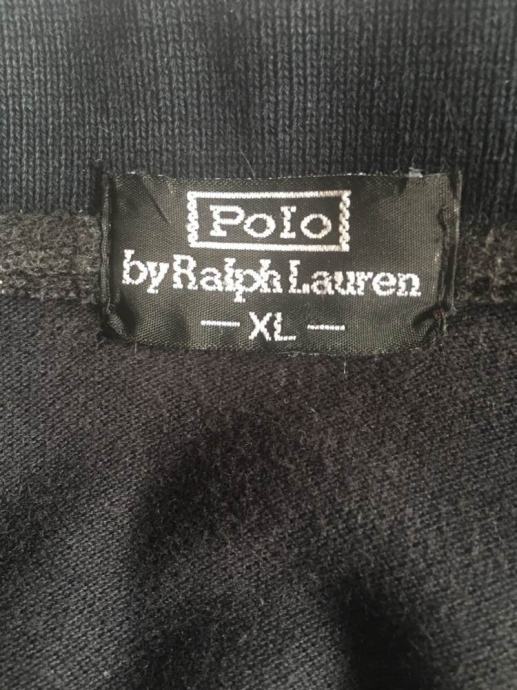 Polo
by Ralph Lauren
— XL —